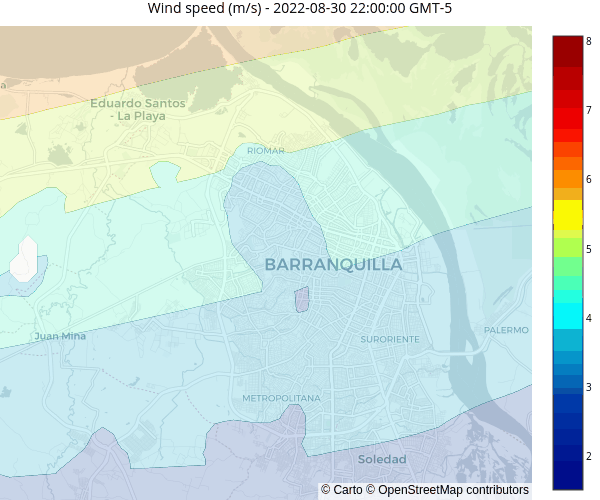 Wind speed (m/s) - 2022-08-30 22:00:00 GMT-5
8
a
Eduardo Santos
- La Playa
7
RIOMAR
6
5
BARRANQUILLA
4
Juan Mina
SURORIENTE
PALERMO
3
METROPOLITANA
Soledad
2
© Carto © OpenStreetMap contributors